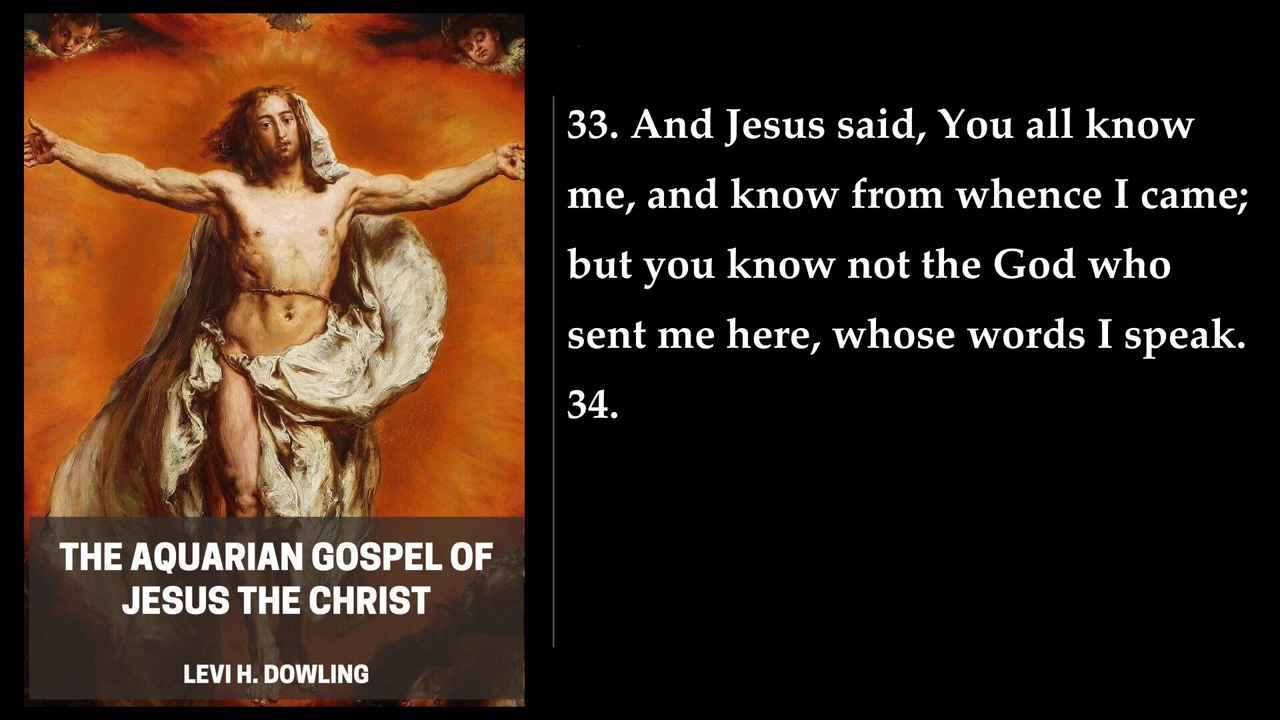 THE AQUARIAN GOSPEL OF
JESUS THE CHRIST
LEVI H. DOWLING
33. And Jesus said, You all know
me, and know from whence I came;
but you know not the God who
sent me here, whose words I speak.
34.